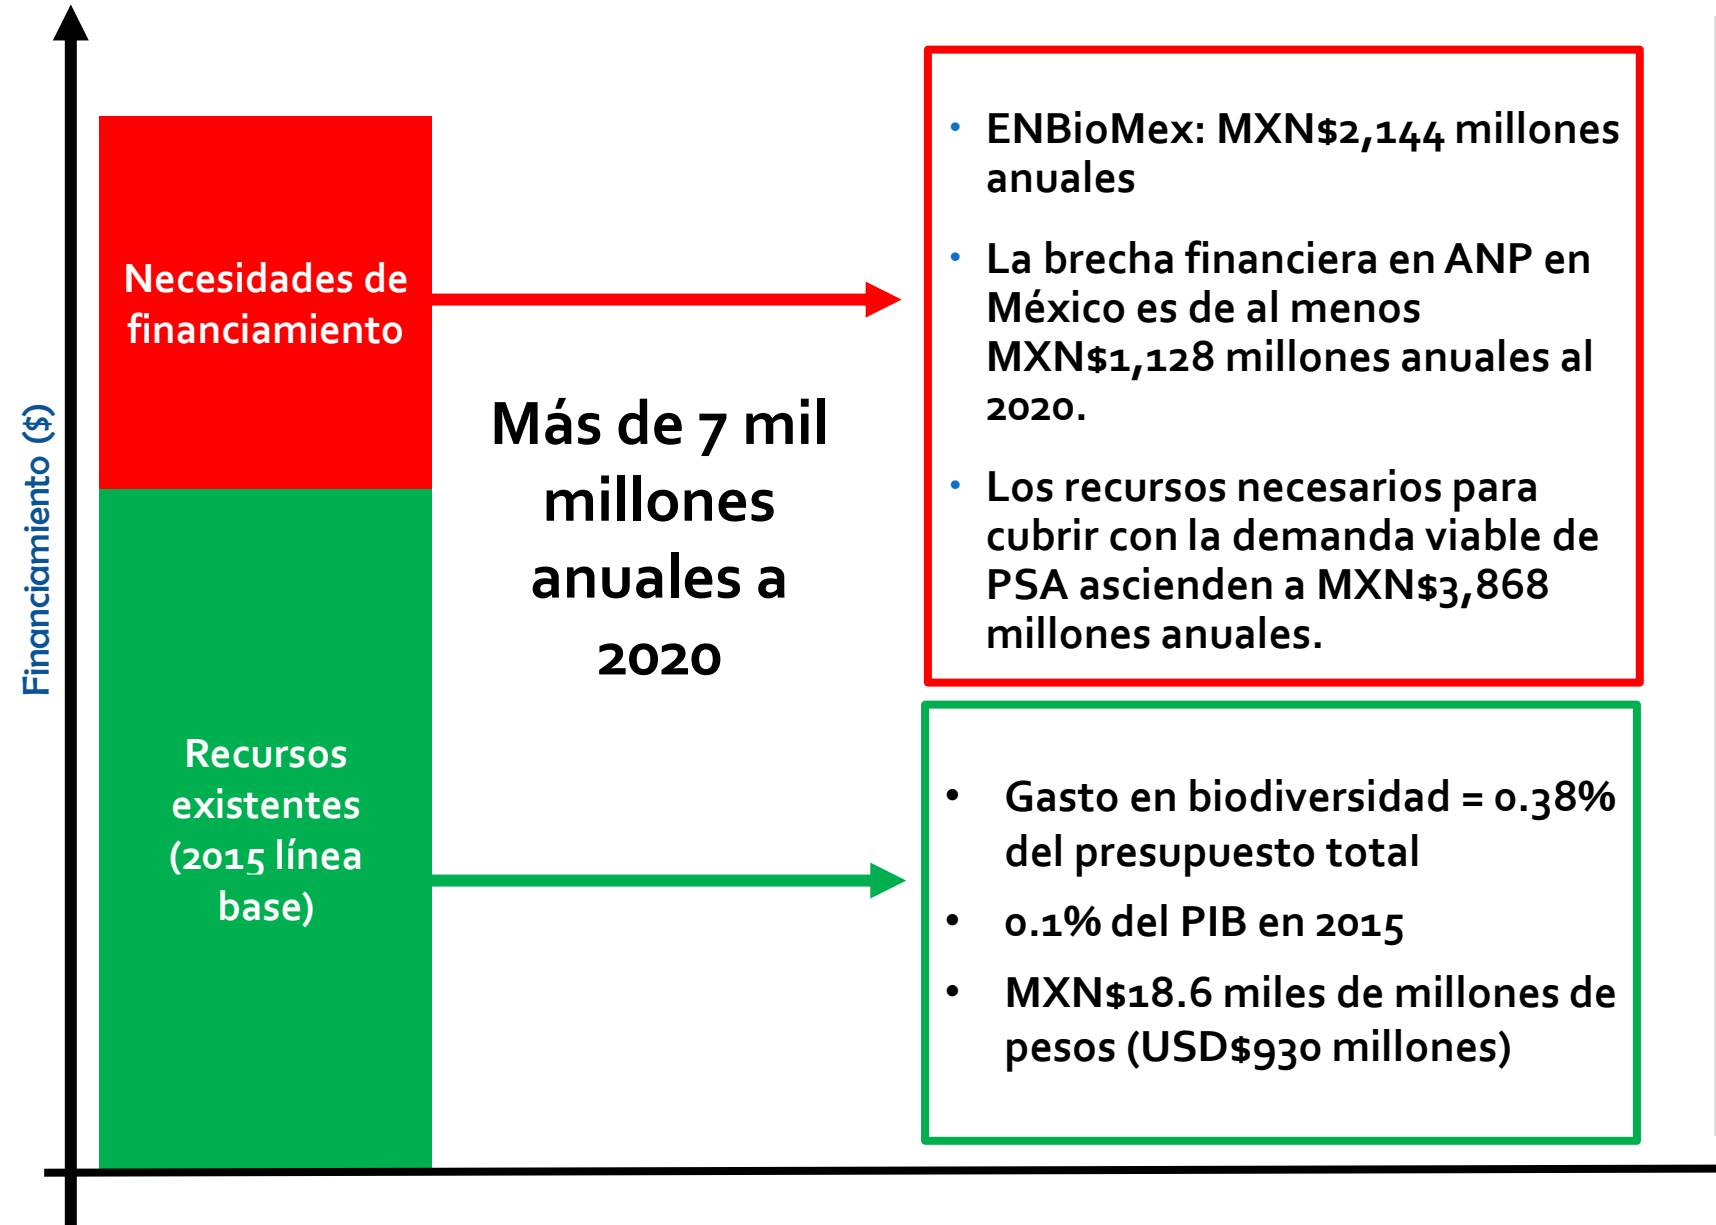 Financiamiento ($)
Necesidades de
financiamiento
Recursos
existentes
(2015 línea
base)
Más de 7 mil
millones
anuales a
2020
• ENBioMex: MXN$2,144 millones
anuales
• La brecha financiera en ANP en
México es de al menos
MXN$1,128 millones anuales al
2020.
• Los recursos necesarios para
cubrir con la demanda viable de
PSA ascienden a MXN$3,868
millones anuales.
• Gasto en biodiversidad = 0.38%
del presupuesto total
• 0.1% del PIB en 2015
• MXN$18.6 miles de millones de
pesos (USD$930 millones)